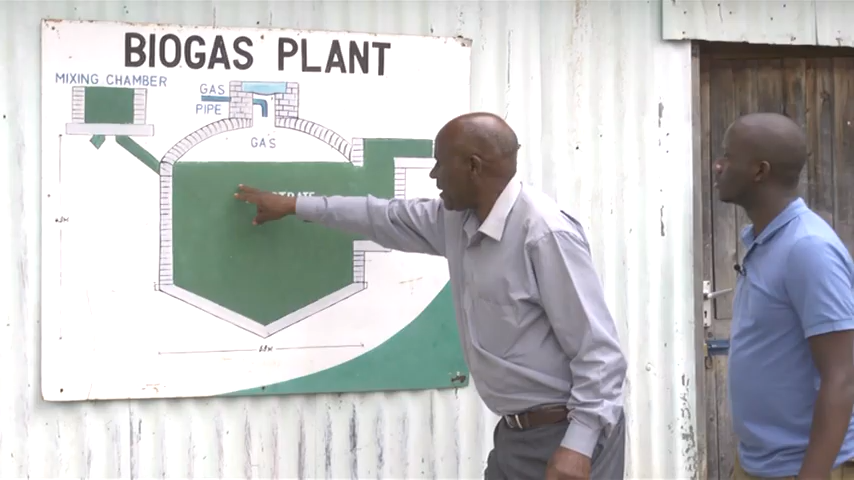 BIOGAS PLANT
MIXING CHAMBER
GAS
PIPE
GAS